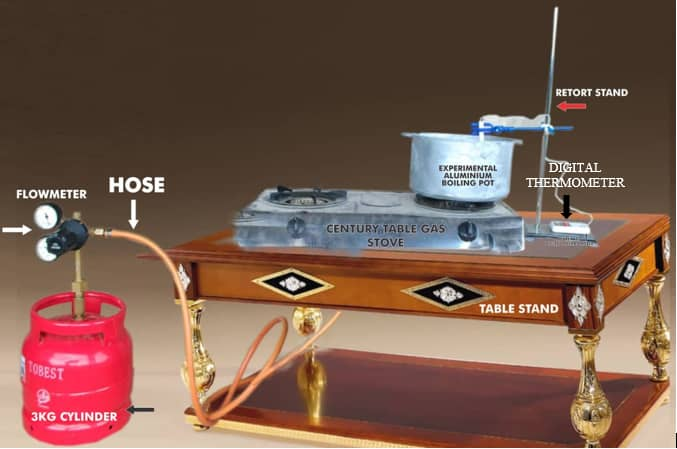 RETORT STAND
EXPERIMENTAL
ALUMINIUM
BOILING POT
DIGITAL
THERMOMETER
FLOWMETER
HOSE
CENTURY TABLE GAS
STOVE
TABLE STAND
TOBEST
3KG CYLINDER